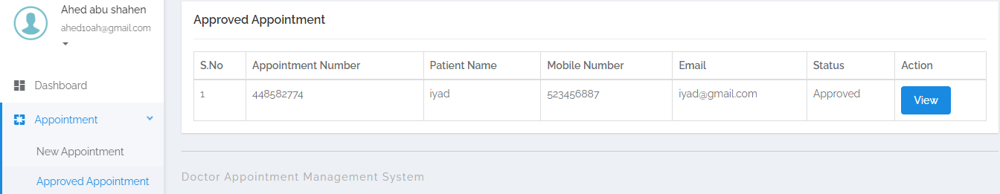 Ahed abu shahen
ahed10ah@gmail.com
Dashboard
Appointment
New Appointment
Approved Appointment
Approved Appointment
S.No Appointment Number Patient Name Mobile Number Email Status Action
1 448582774 iyad 523456887 iyad@gmail.com Approved View
Doctor Appointment Management System